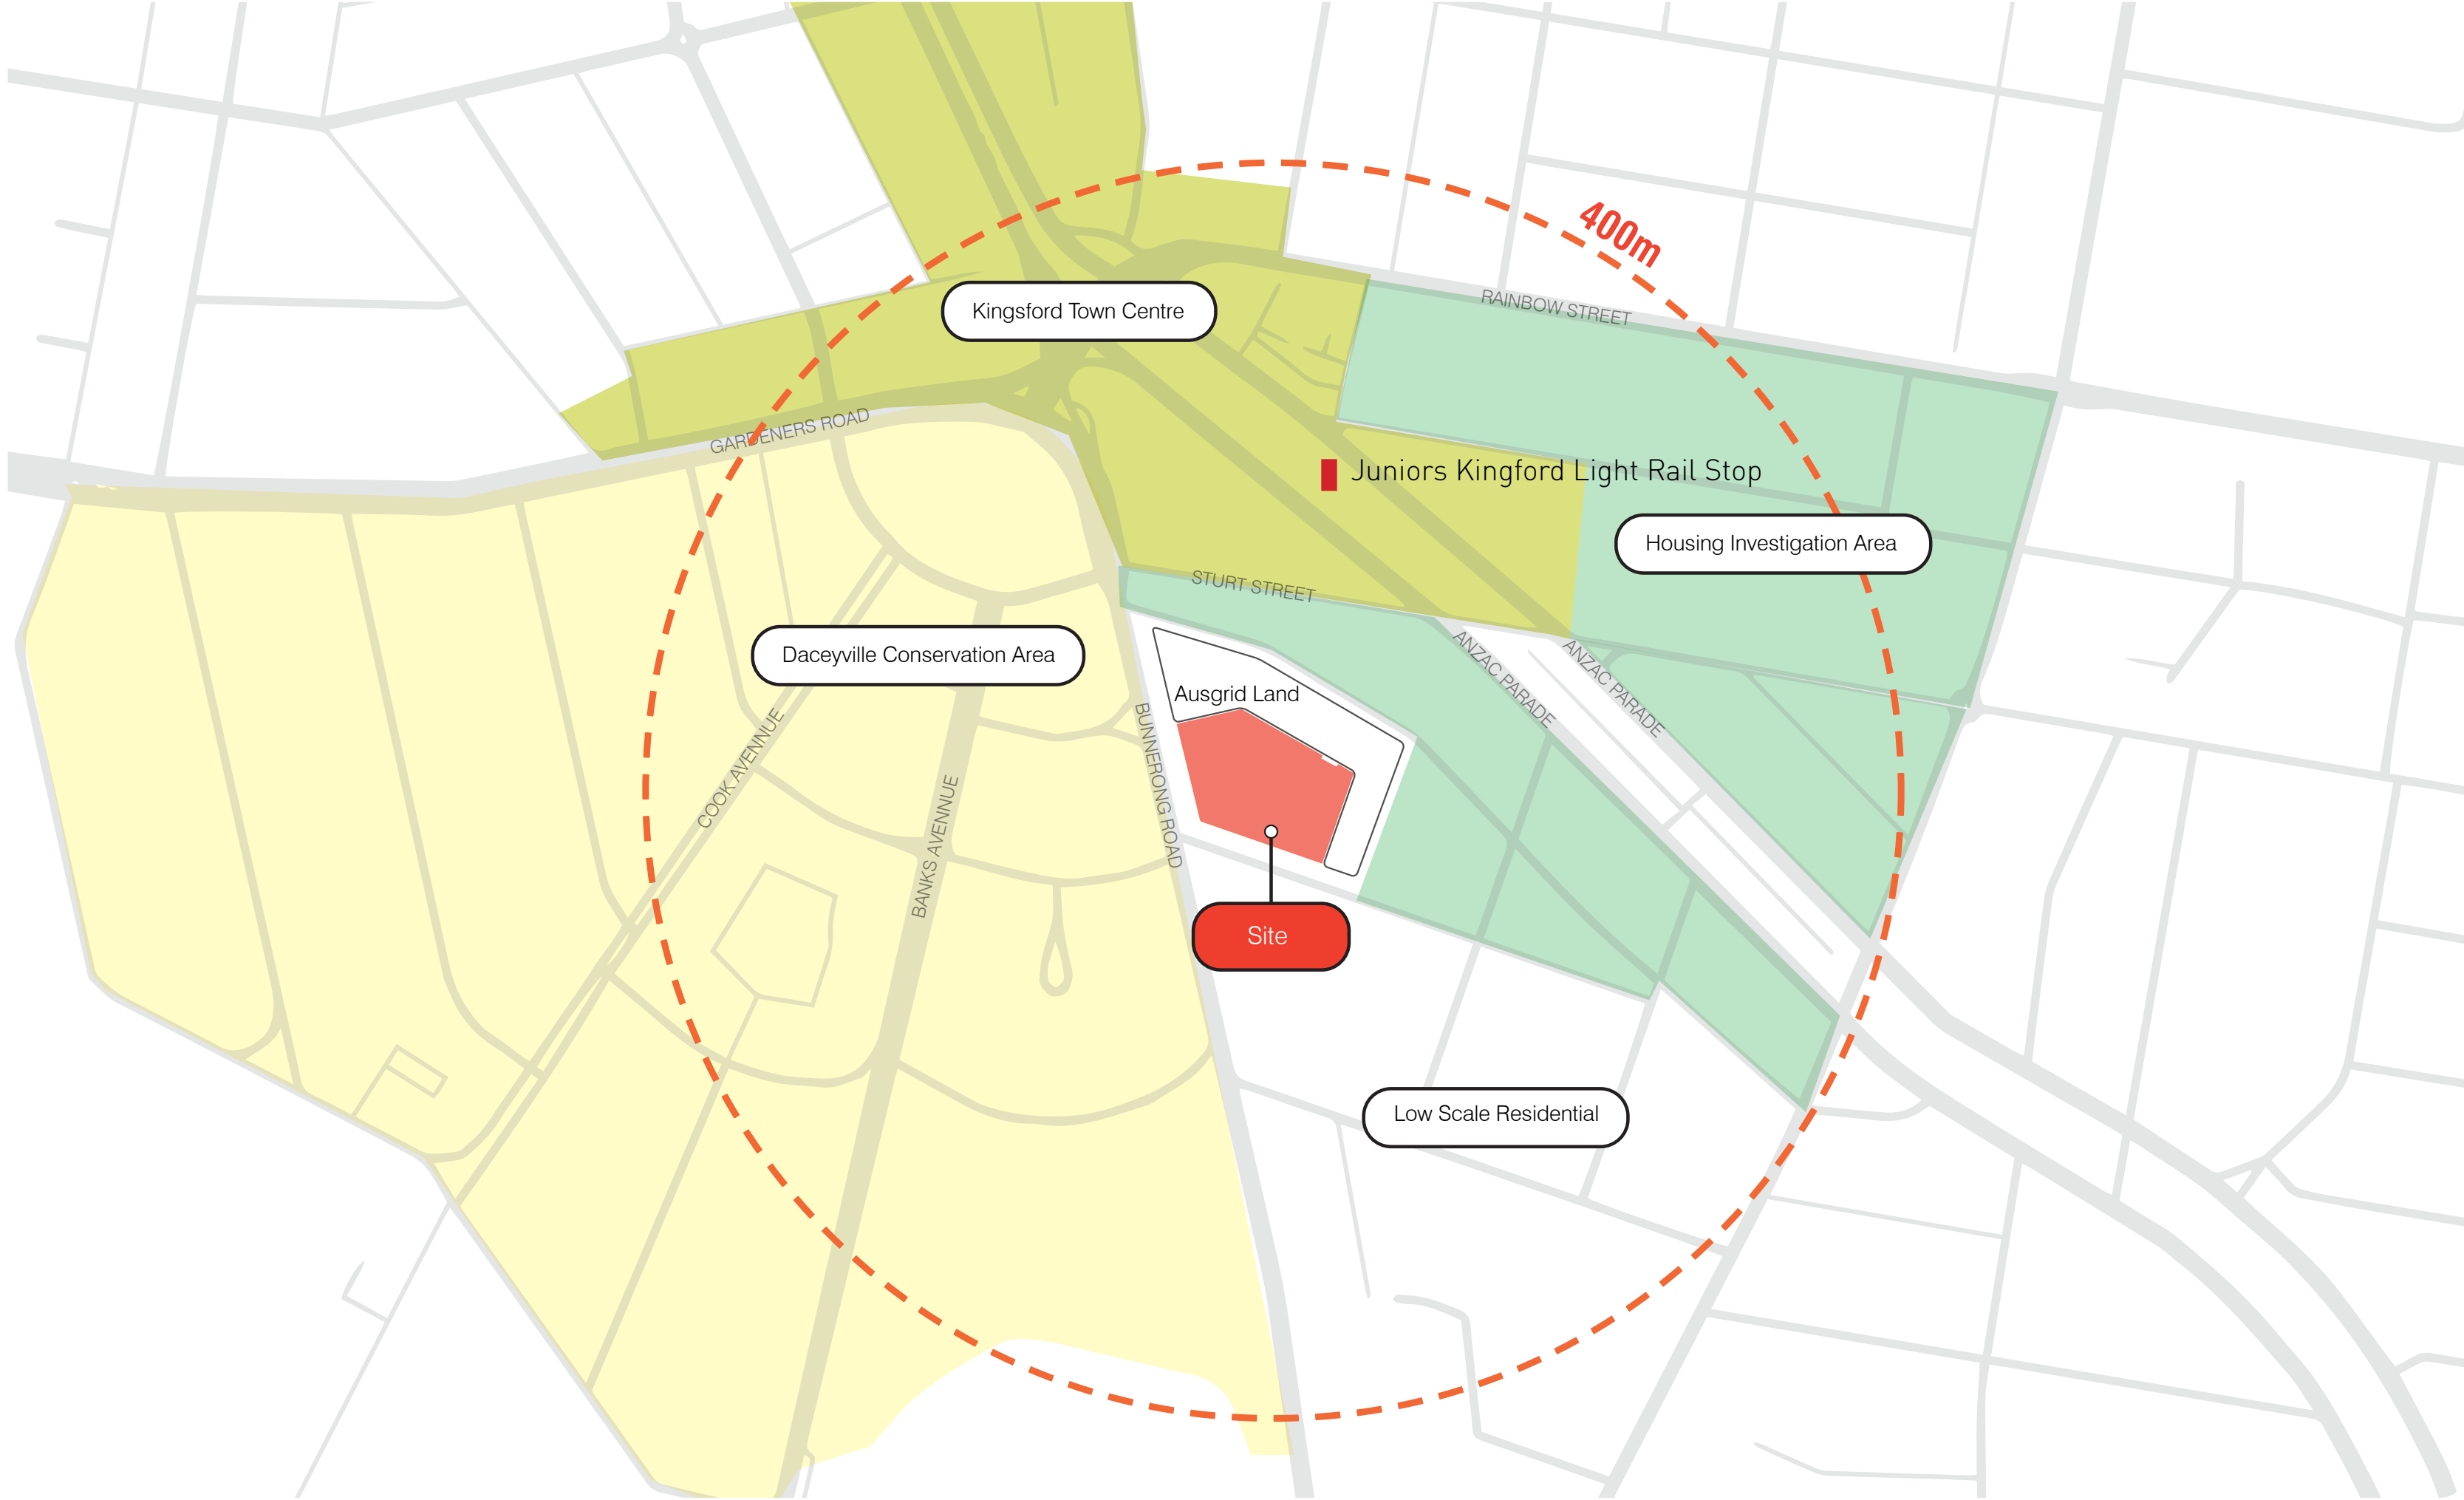 400m
RAINBOW STREET
Kingsford Town Centre
GARDENERS ROAD
Juniors Kingford Light Rail Stop
Housing Investigation Area
STURT STREET
Daceyville Conservation Area
ANZAC PARADE
ANZAC PARADE
Ausgrid Land
COOK AVENNUE
BUNNERONG ROAD
BANKS AVENNUE
Site
Low Scale Residential